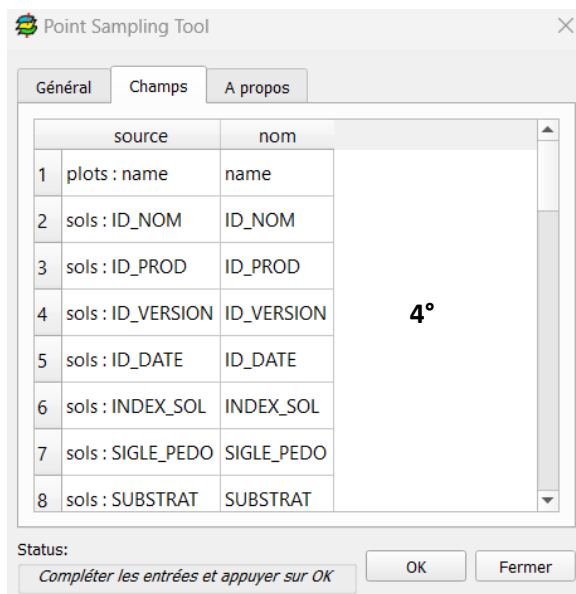 Point Sampling Tool
Général Champs A propos
source nom
1 plots : name name
2 sols : ID_NOM ID_NOM
3 sols : ID_PROD ID_PROD
4 sols : ID_VERSION ID_VERSION
4°
5 sols : ID_DATE ID_DATE
6 sols : INDEX_SOL INDEX_SOL
7 sols : SIGLE_PEDO SIGLE_PEDO
8 sols : SUBSTRAT SUBSTRAT
Status:
Compléter les entrées et appuyer sur OK
OK Fermer